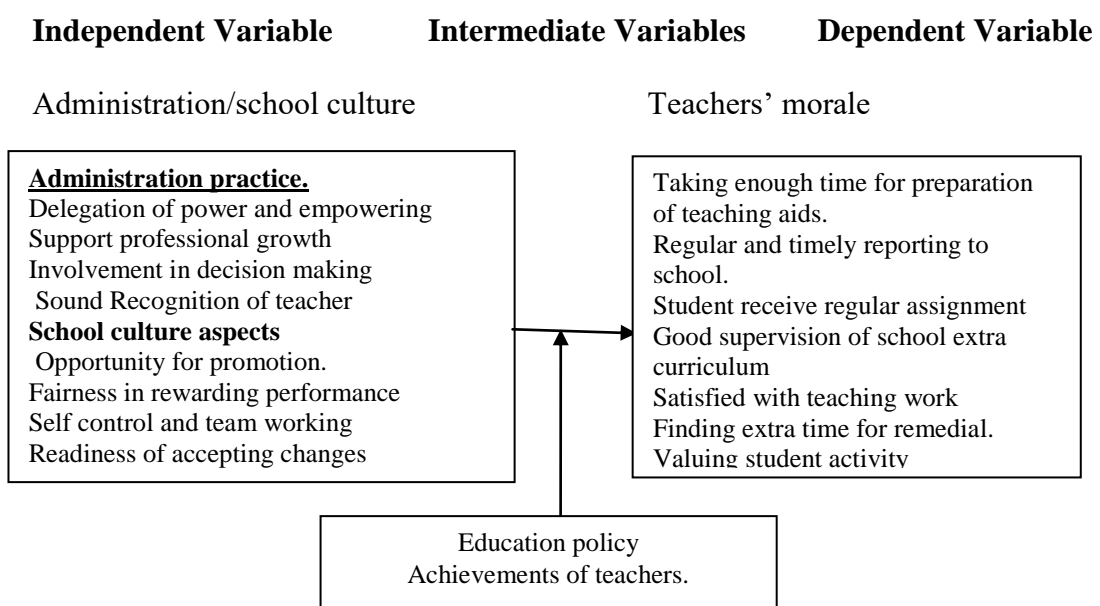 Independent Variable
Intermediate Variables
Dependent Variable
Administration/school culture
Teachers’ morale
Administration practice.
Delegation of power and empowering
Support professional growth
Involvement in decision making
Sound Recognition of teacher
School culture aspects
Opportunity for promotion.
Fairness in rewarding performance
Self control and team working
Readiness of accepting changes
Taking enough time for preparation
of teaching aids.
Regular and timely reporting to
school.
Student receive regular assignment
Good supervision of school extra
curriculum
Satisfied with teaching work
Finding extra time for remedial.
Valuing student activity
Education policy
Achievements of teachers.